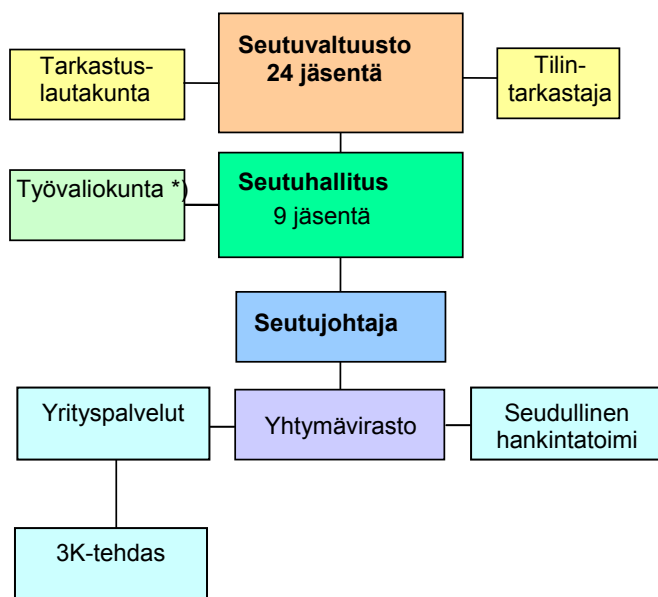 Seutuvaltuusto
24 jäsentä
Tarkastus-
lautakunta
Tilin-
tarkastaja
Työvaliokunta *)
Seutuhallitus
9 jäsentä
Seutujohtaja
Yrityspalvelut
Yhtymävirasto
Seudullinen
hankintatoimi
3K-tehdas